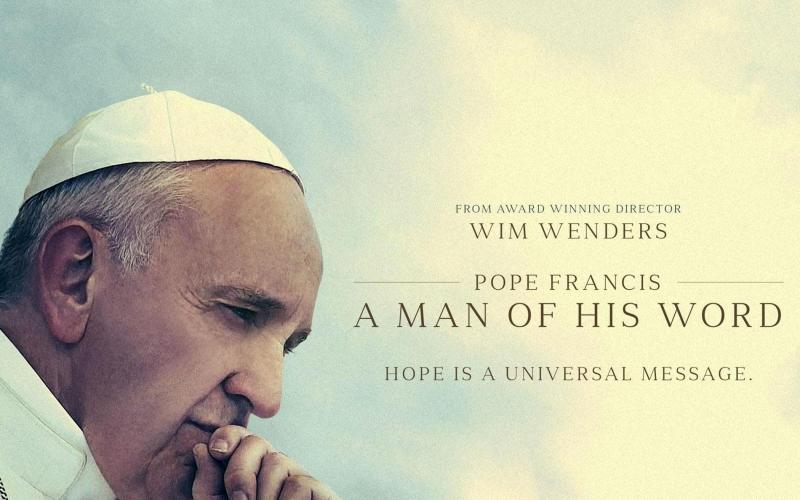 FROM AWARD WINNING DIRECTOR
WIM WENDERS
POPE FRANCIS
A MAN OF HIS WORD
HOPE IS A UNIVERSAL MESSAGE.